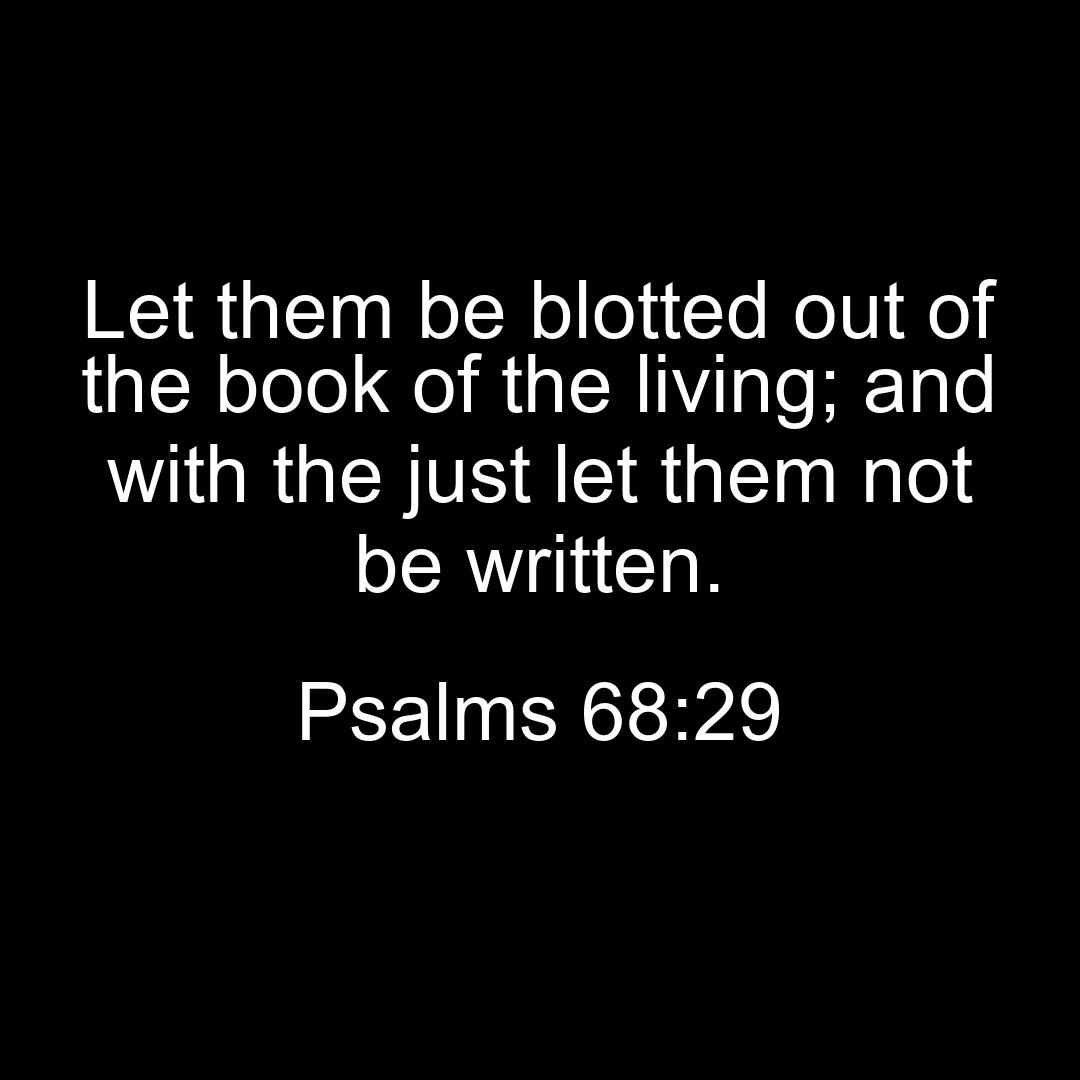 Let them be blotted out of
the book of the living; and
with the just let them not
be written.
Psalms 68:29